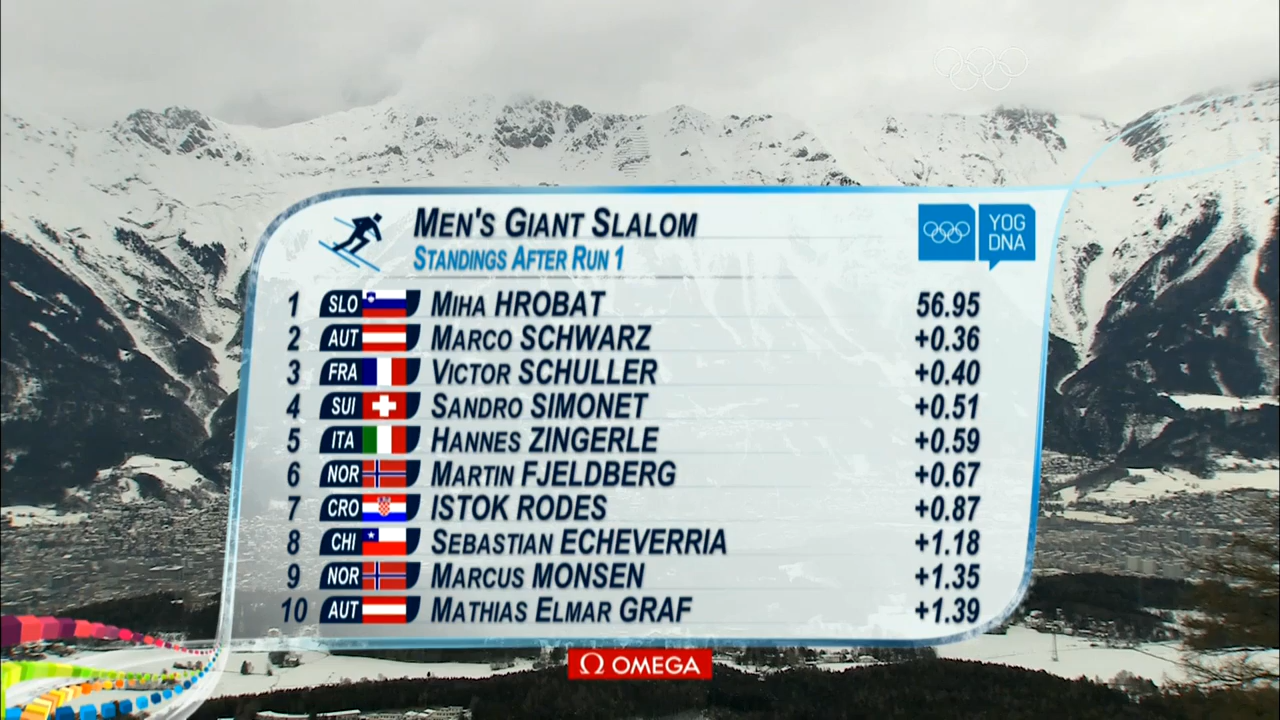 MEN'S GIANT SLALOM
STANDINGS AFTER RUN 1
YOG
DNA
1 SLO MIHA HROBAT 56.95
2 AUT MARCO SCHWARZ +0.36
3 FRA VICTOR SCHULLER +0.40
4 SUI SANDRO SIMONET +0.51
5 ITA HANNES ZINGERLE +0.59
6 NOR MARTIN FJELDBERG +0.67
7 CRO ISTOK RODES +0.87
8 CHI SEBASTIAN ECHEVERRIA +1.18
9 NOR MARCUS MONSEN +1.35
10 AUT MATHIAS ELMAR GRAF +1.39
Ω OMEGA